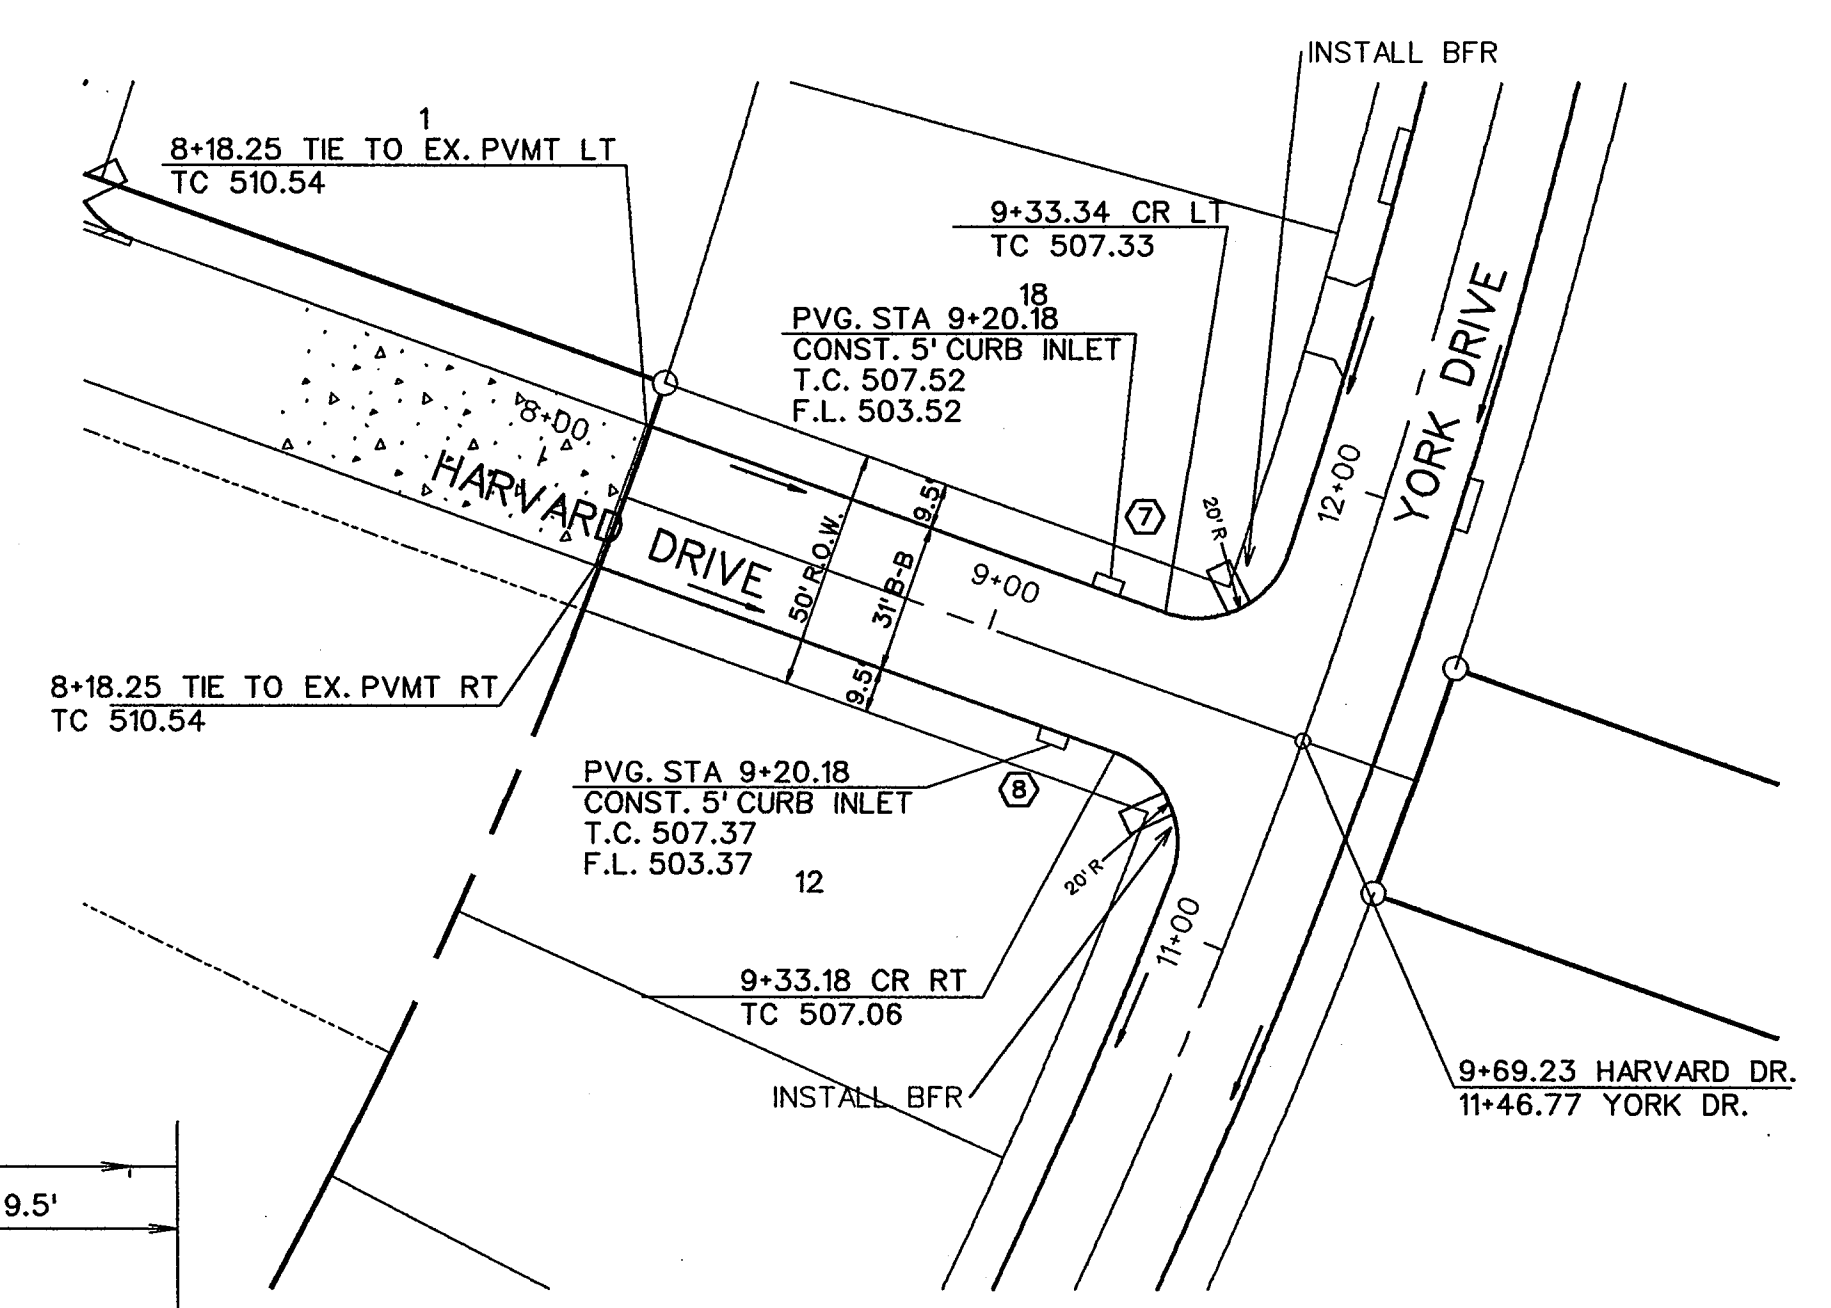 INSTALL BFR
1
8+18.25 TIE TO EX. PVMT LT
TC 510.54
9+33.34 CR LT
TC 507.33
18
PVG. STA 9+20.18
CONST. 5' CURB INLET
T.C. 507.52
F.L. 503.52
YORK DRIVE
8+00
HARVARD DRIVE
9.5'
50' R.O.W.
31' B-B
9.5'
7
20' R
12+00
9+00
8+18.25 TIE TO EX. PVMT RT
TC 510.54
PVG. STA 9+20.18
CONST. 5' CURB INLET
T.C. 507.37
F.L. 503.37
8
12
20' R
11+00
9+33.18 CR RT
TC 507.06
INSTALL BFR
9+69.23 HARVARD DR.
11+46.77 YORK DR.
9.5'